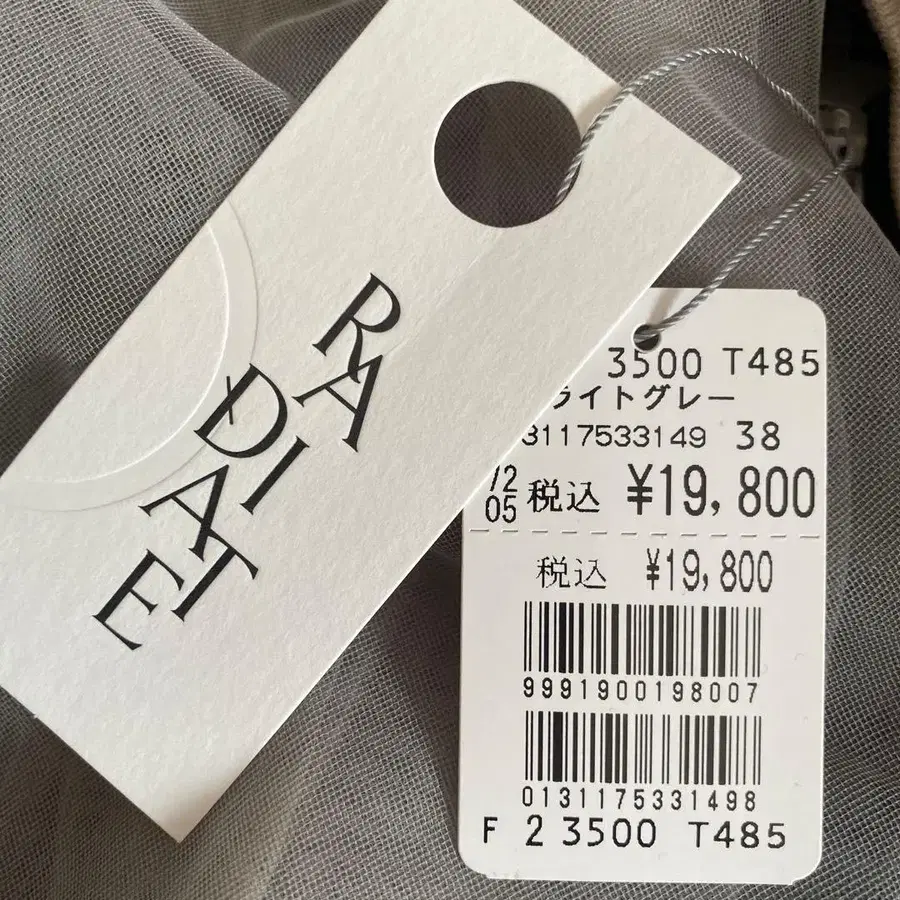 RA
DI
AT
E
3500 T485
ライトグレー
3117533149 38
/2
05 税込 ¥19,800
税込 ¥19,800
9991900198007
0131175331498
F 2 3500 T485